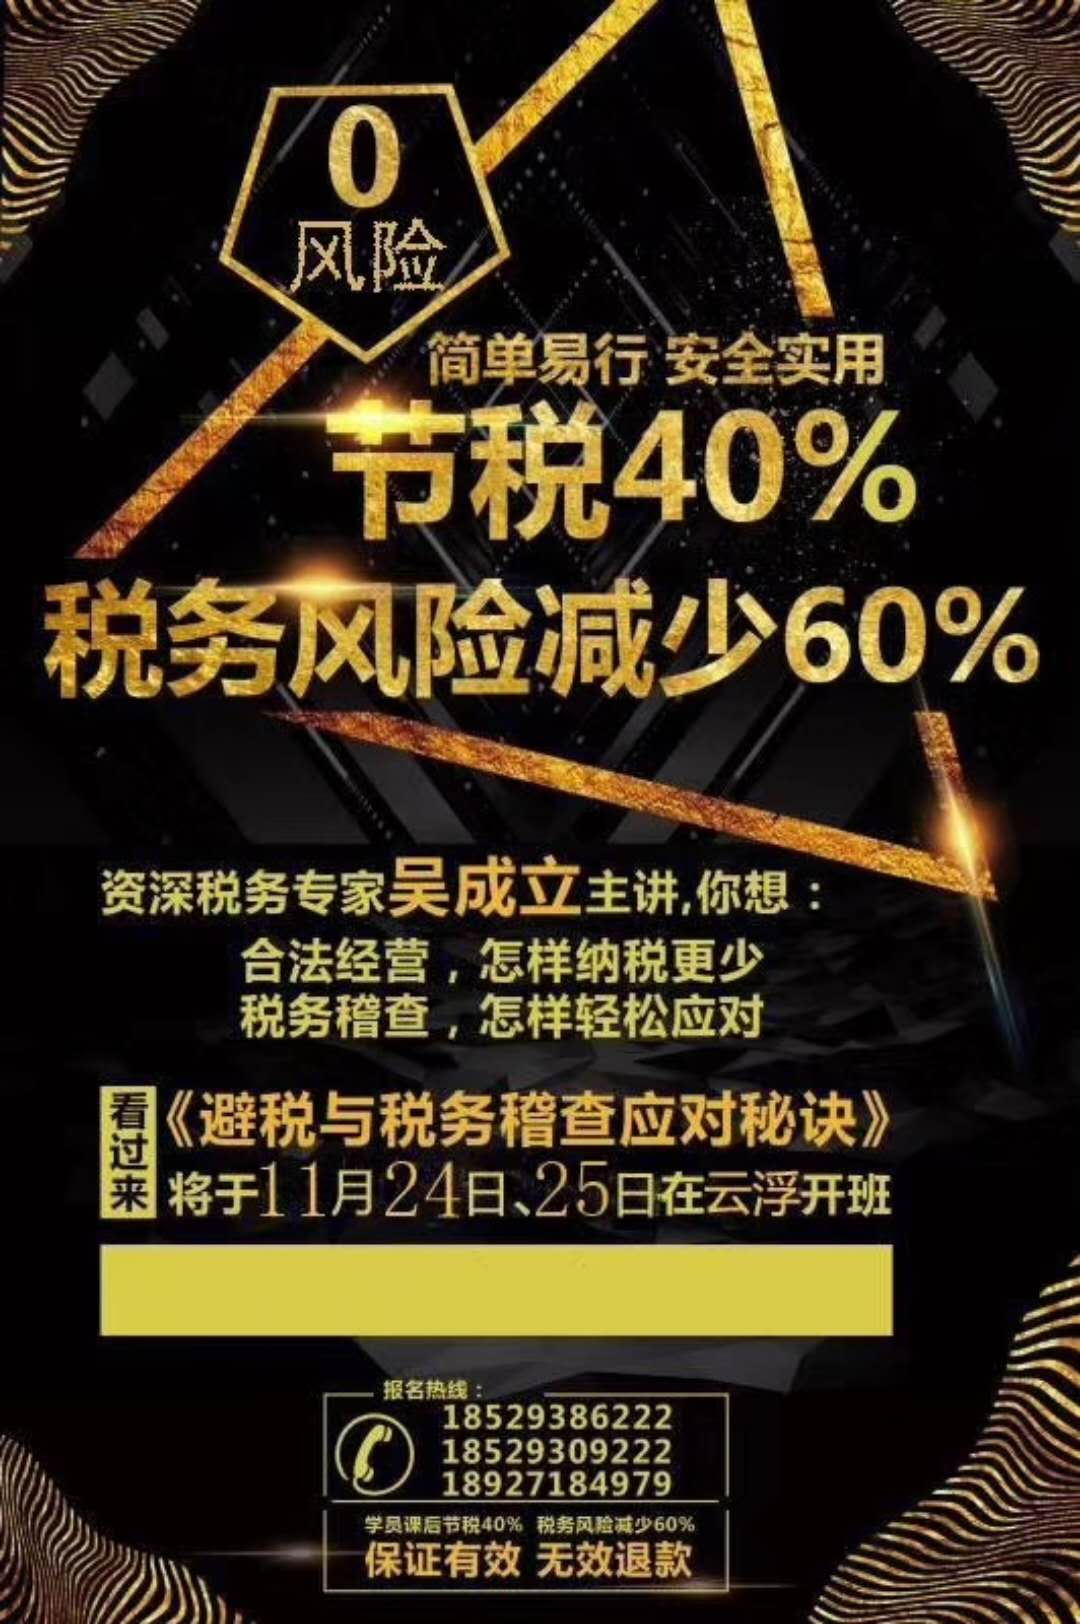 0
风险
简单易行 安全实用
节税40%
税务风险减少60%
资深税务专家吴成立主讲,你想：
合法经营，怎样纳税更少
税务稽查，怎样轻松应对
看过来
《避税与税务稽查应对秘诀》
将于11月24日、25日在云浮开班
报名热线：
18529386222
18529309222
18927184979
学员课后节税40% 税务风险减少60%
保证有效 无效退款